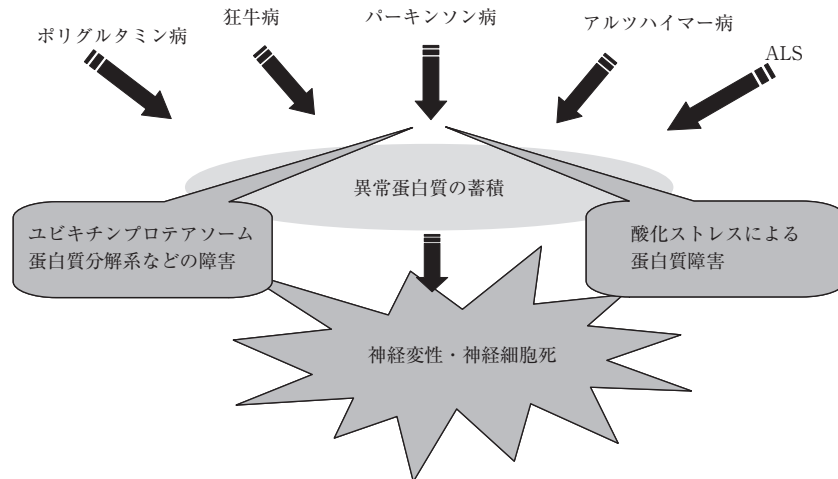 ポリグルタミン病
狂牛病
パーキンソン病
アルツハイマー病
ALS
異常蛋白質の蓄積
ユビキチンプロテアソーム
蛋白質分解系などの障害
酸化ストレスによる
蛋白質障害
神経変性・神経細胞死